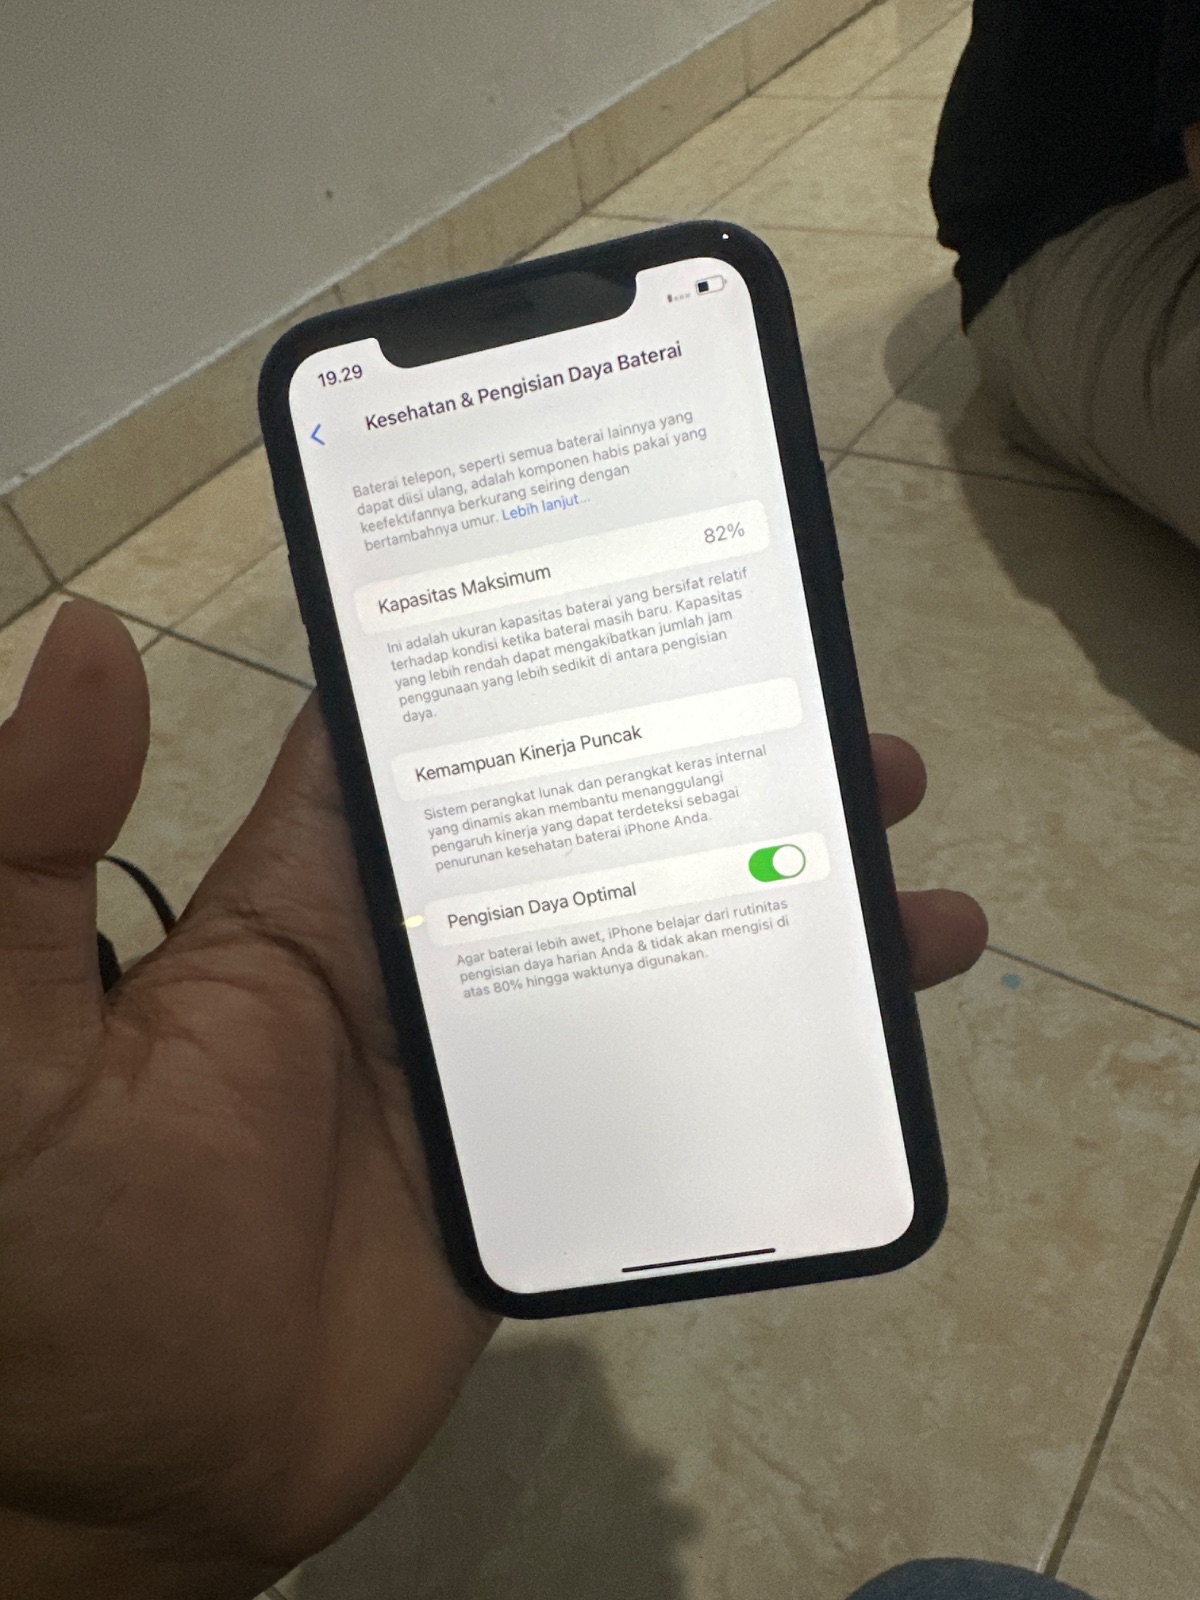 19.29
Kesehatan & Pengisian Daya Baterai
Baterai telepon, seperti semua baterai lainnya yang
dapat diisi ulang, adalah komponen habis pakai yang
keefektifannya berkurang seiring dengan
bertambahnya umur. Lebih lanjut...
Kapasitas Maksimum 82%
Ini adalah ukuran kapasitas baterai yang bersifat relatif
terhadap kondisi ketika baterai masih baru. Kapasitas
yang lebih rendah dapat mengakibatkan jumlah jam
penggunaan yang lebih sedikit di antara pengisian
daya.
Kemampuan Kinerja Puncak
Sistem perangkat lunak dan perangkat keras internal
yang dinamis akan membantu menanggulangi
pengaruh kinerja yang dapat terdeteksi sebagai
penurunan kesehatan baterai iPhone Anda.
Pengisian Daya Optimal
Agar baterai lebih awet, iPhone belajar dari rutinitas
pengisian daya harian Anda & tidak akan mengisi di
atas 80% hingga waktunya digunakan.